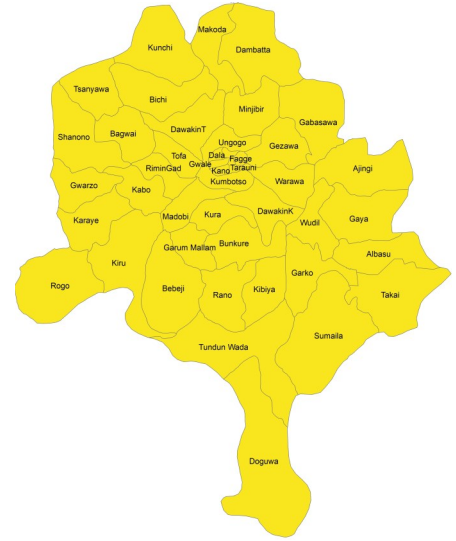 Makoda
Kunchi
Dambatta
Tsanyawa
Bichi
Minjibir
Gabasawa
Shanono
Bagwai
DawakinT
Ungogo
Gezawa
Tofa
Dala
Fagge
Gwale
Tarauni
RiminGad
Kano
Ajingi
Kumbotso
Warawa
Gwarzo
Kabo
Karaye
Madobi
Kura
DawakinK
Wudil
Gaya
Garum Mallam
Bunkure
Albasu
Kiru
Garko
Rogo
Bebeji
Rano
Kibiya
Takai
Sumaila
Tundun Wada
Doguwa